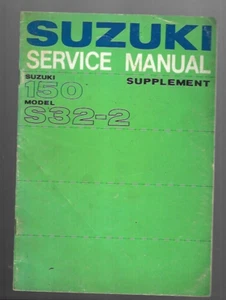 SUZUKI
SERVICE MANUAL
SUZUKI
SUPPLEMENT
150
MODEL
S32-2